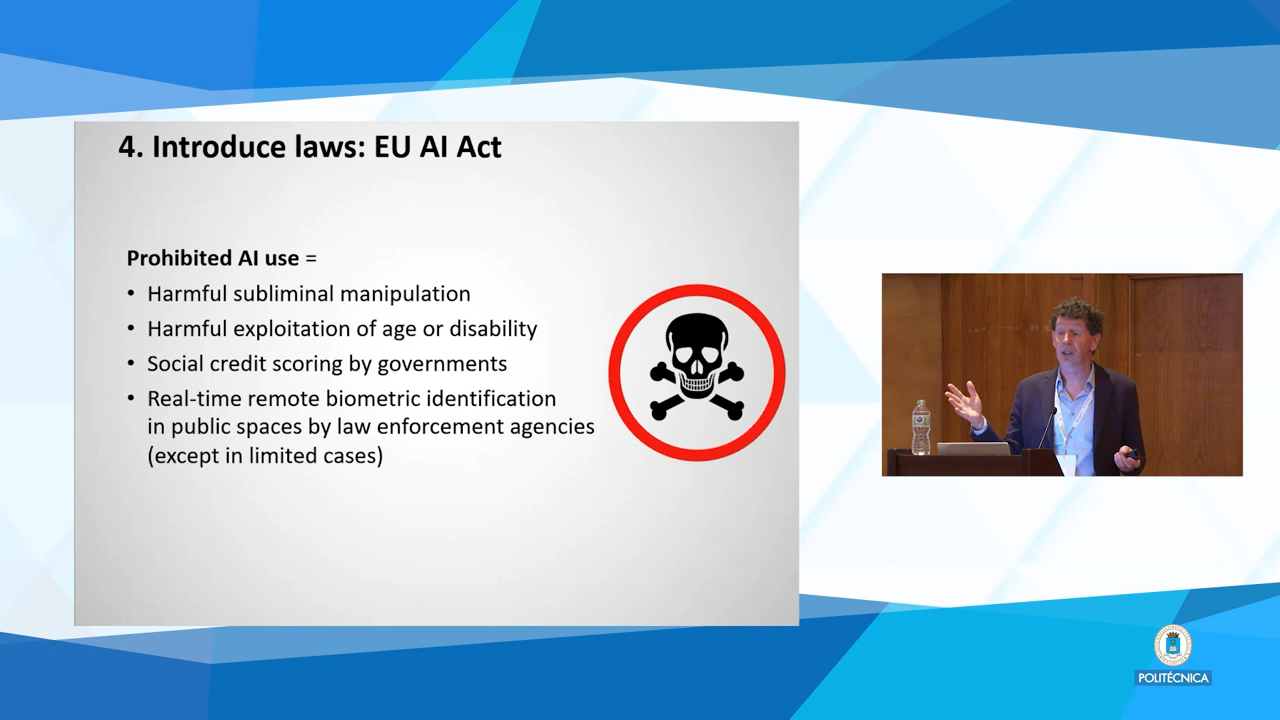 4. Introduce laws: EU AI Act
Prohibited AI use =
• Harmful subliminal manipulation
• Harmful exploitation of age or disability
• Social credit scoring by governments
• Real-time remote biometric identification
in public spaces by law enforcement agencies
(except in limited cases)
POLITÉCNICA